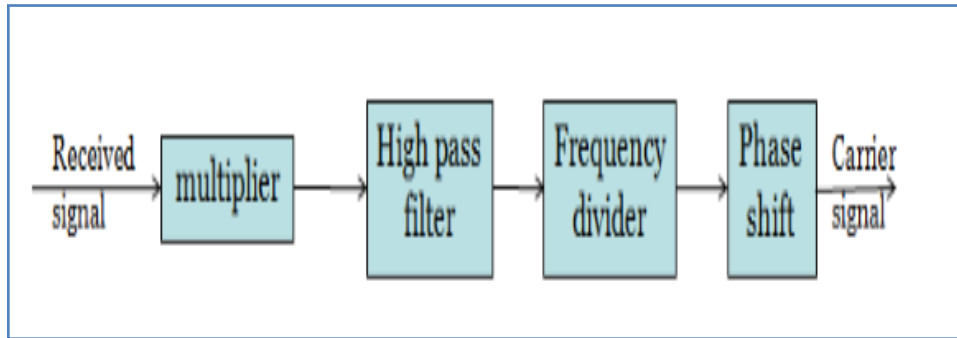 Received
signal
multiplier
High pass
filter
Frequency
divider
Phase
shift
Carrier
signal